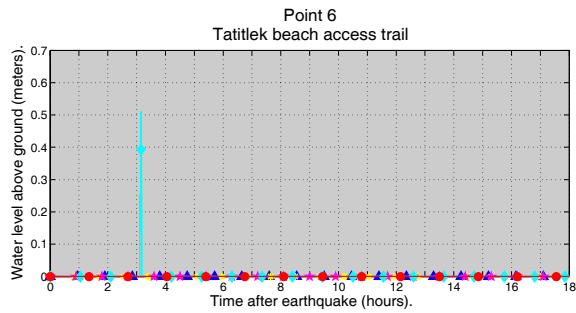 Point 6
Tatitlek beach access trail
Water level above ground (meters).
0.7
0.6
0.5
0.4
0.3
0.2
0.1
0
0 2 4 6 8 10 12 14 16 18
Time after earthquake (hours).